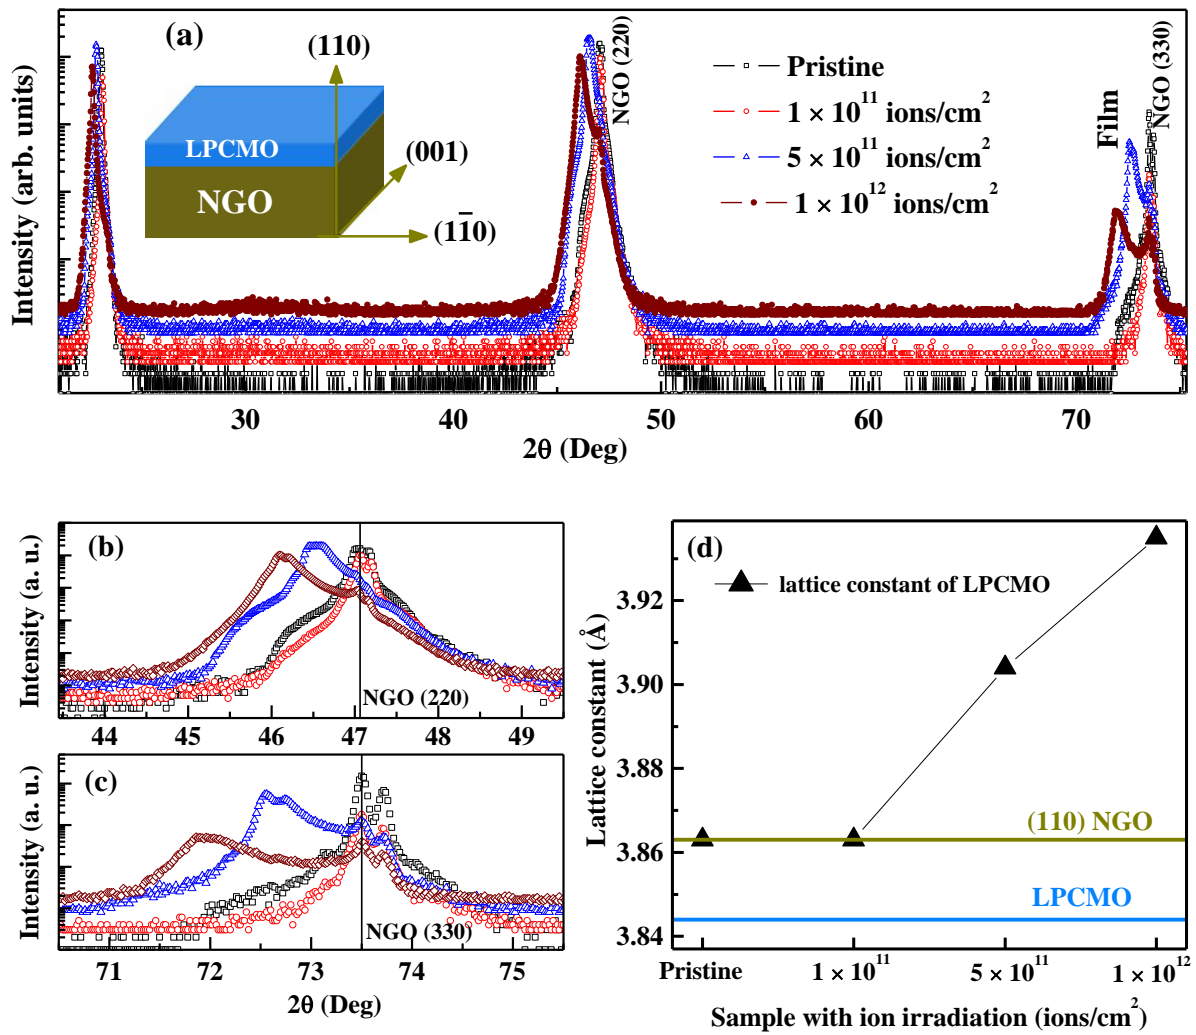 (a)
(110)
LPCMO
NGO
(001)
(11̅0)
NGO (220)
Pristine
1 × 10¹¹ ions/cm²
5 × 10¹¹ ions/cm²
1 × 10¹² ions/cm²
Film
NGO (330)
Intensity (arb. units)
30 40 50 60 70
2θ (Deg)
(b)
Intensity (a. u.)
NGO (220)
44 45 46 47 48 49
(c)
Intensity (a. u.)
NGO (330)
71 72 73 74 75
2θ (Deg)
(d)
lattice constant of LPCMO
Lattice constant (Å)
3.92
3.90
3.88
3.86
3.84
(110) NGO
LPCMO
Pristine 1 × 10¹¹ 5 × 10¹¹ 1 × 10¹²
Sample with ion irradiation (ions/cm²)